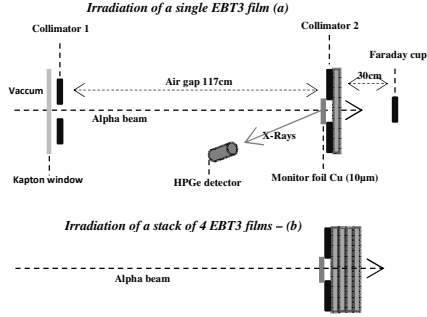 Irradiation of a single EBT3 film (a)
Collimator 1
Collimator 2
Faraday cup
Air gap 117cm
30cm
Vaccum
Alpha beam
X-Rays
Kapton window
HPGe detector
Monitor foil Cu (10µm)
Irradiation of a stack of 4 EBT3 films – (b)
Alpha beam